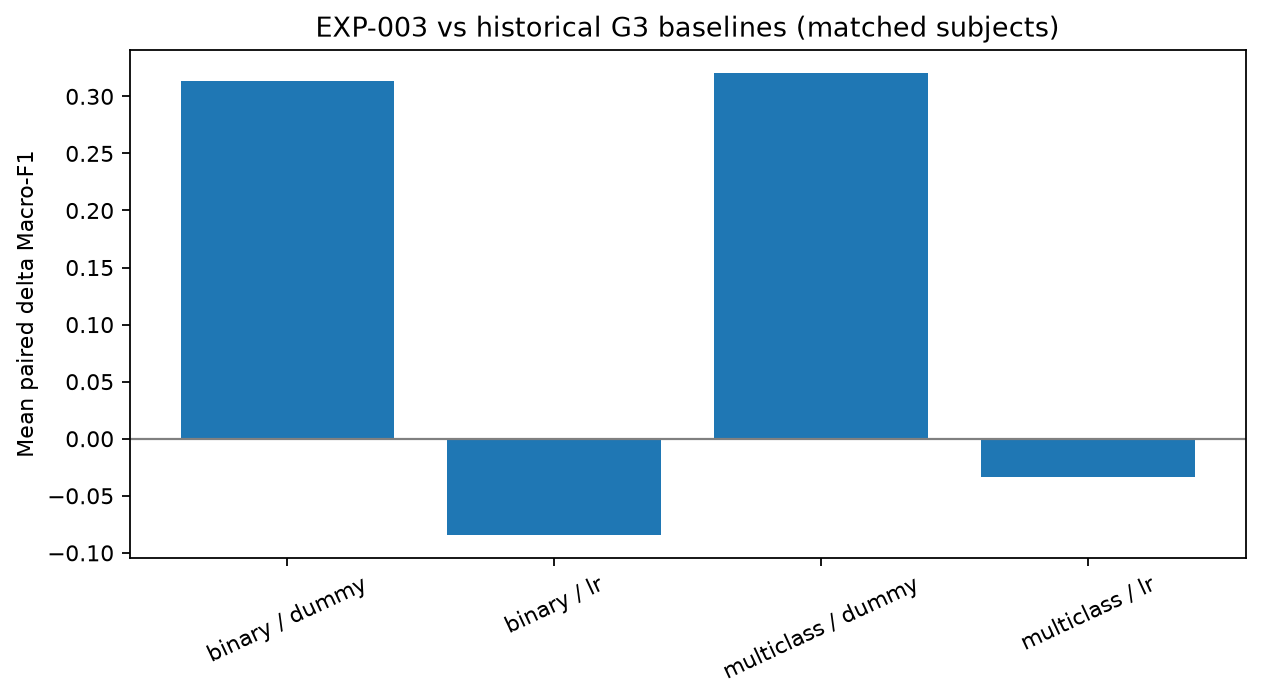 EXP-003 vs historical G3 baselines (matched subjects)
Mean paired delta Macro-F1
0.30
0.25
0.20
0.15
0.10
0.05
0.00
−0.05
−0.10
binary / dummy
binary / lr
multiclass / dummy
multiclass / lr